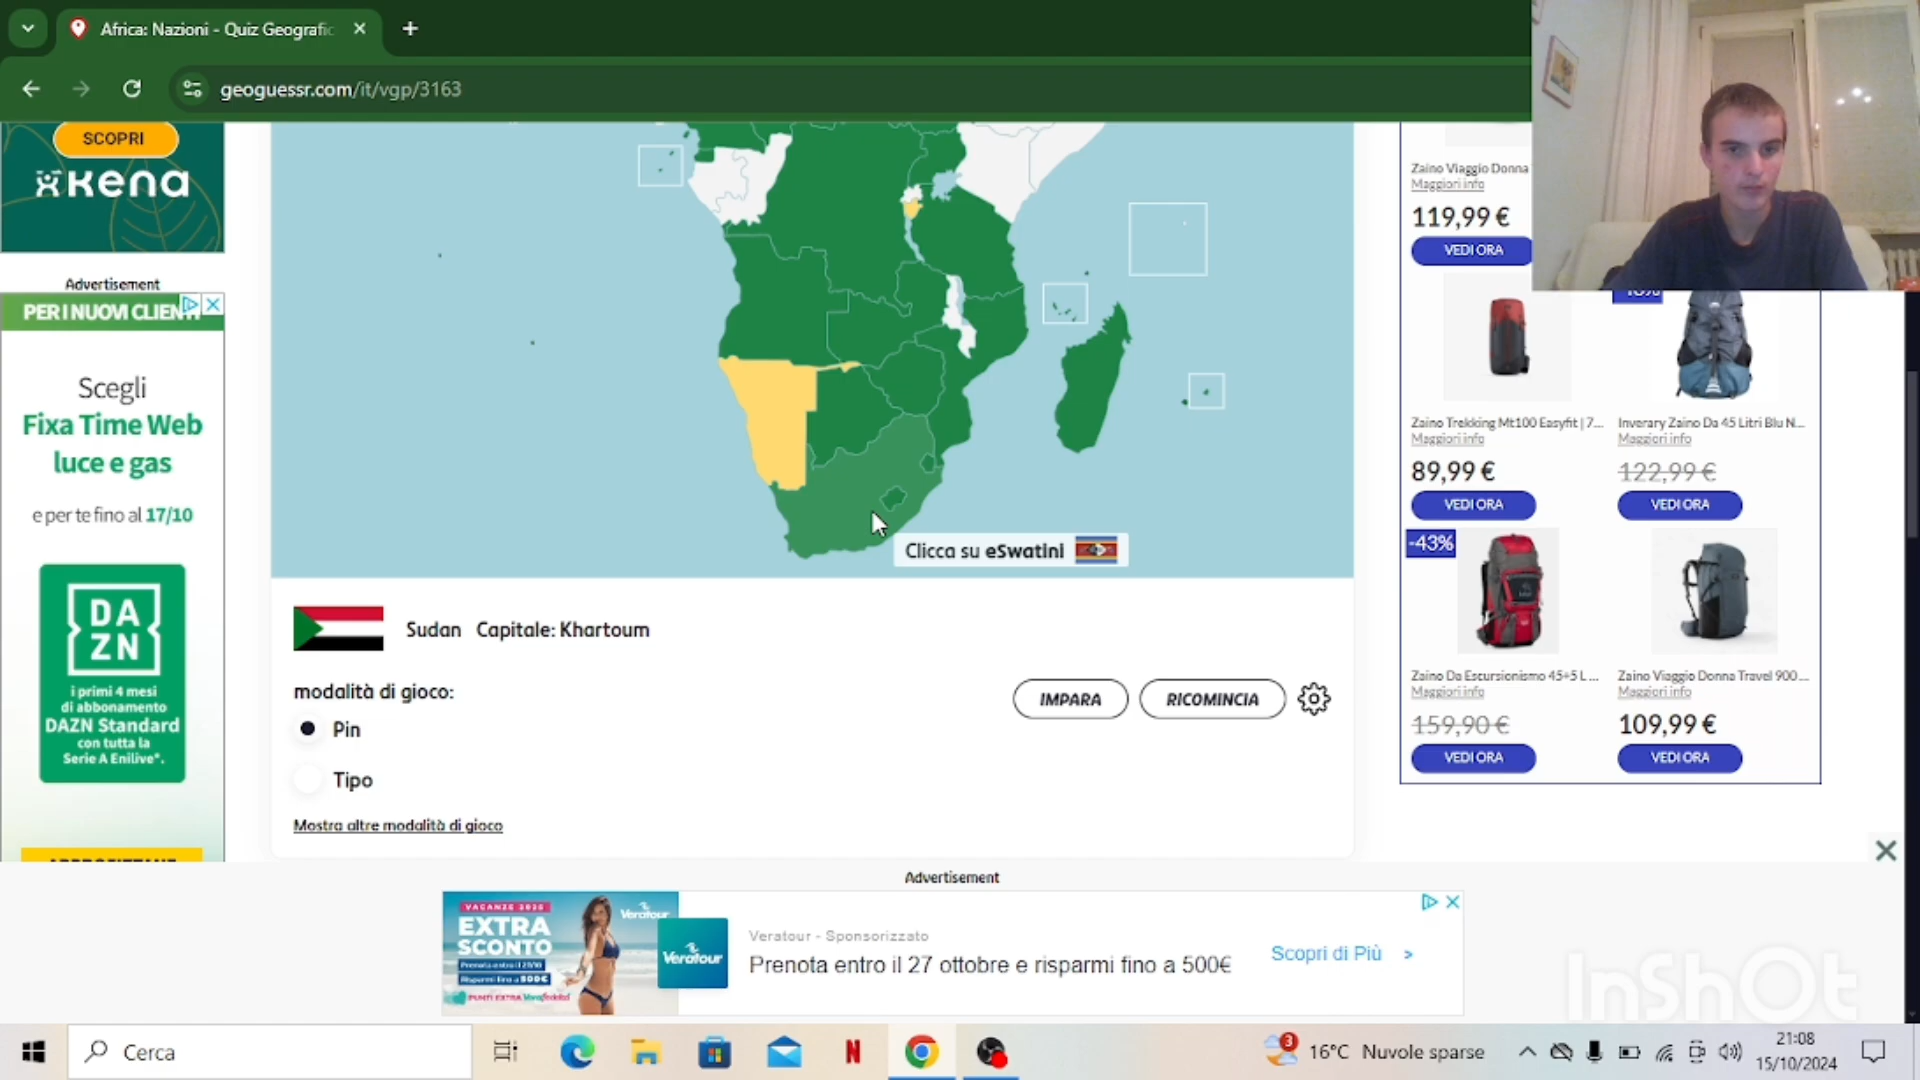 Africa: Nazioni - Quiz Geografic
geoguessr.com/it/vgp/3163
SCOPRI
kena
Advertisement
PER I NUOVI CLIENTI
Scegli
Fixa Time Web
luce e gas
e per te fino al 17/10
DA
ZN
i primi 4 mesi
di abbonamento
DAZN Standard
con tutta la
Serie A Enilive*.
Clicca su eSwatini
Sudan Capitale: Khartoum
modalità di gioco:
Pin
Tipo
Mostra altre modalità di gioco
IMPARA
RICOMINCIA
Zaino Viaggio Donna
Maggiori info
119,99 €
VEDI ORA
Zaino Trekking Mt100 Easyfit | 7...
Maggiori info
89,99 €
VEDI ORA
Inverary Zaino Da 45 Litri Blu N...
Maggiori info
122,99 €
VEDI ORA
-43%
Zaino Da Escursionismo 45+5 L ...
Maggiori info
159,90 €
VEDI ORA
Zaino Viaggio Donna Travel 900 ...
Maggiori info
109,99 €
VEDI ORA
Advertisement
VACANZE 2025
EXTRA
SCONTO
Veratour
Veratour
Veratour - Sponsorizzato
Prenota entro il 27 ottobre e risparmi fino a 500€
Scopri di Più >
InShOt
Cerca
3
16°C Nuvole sparse
21:08
15/10/2024